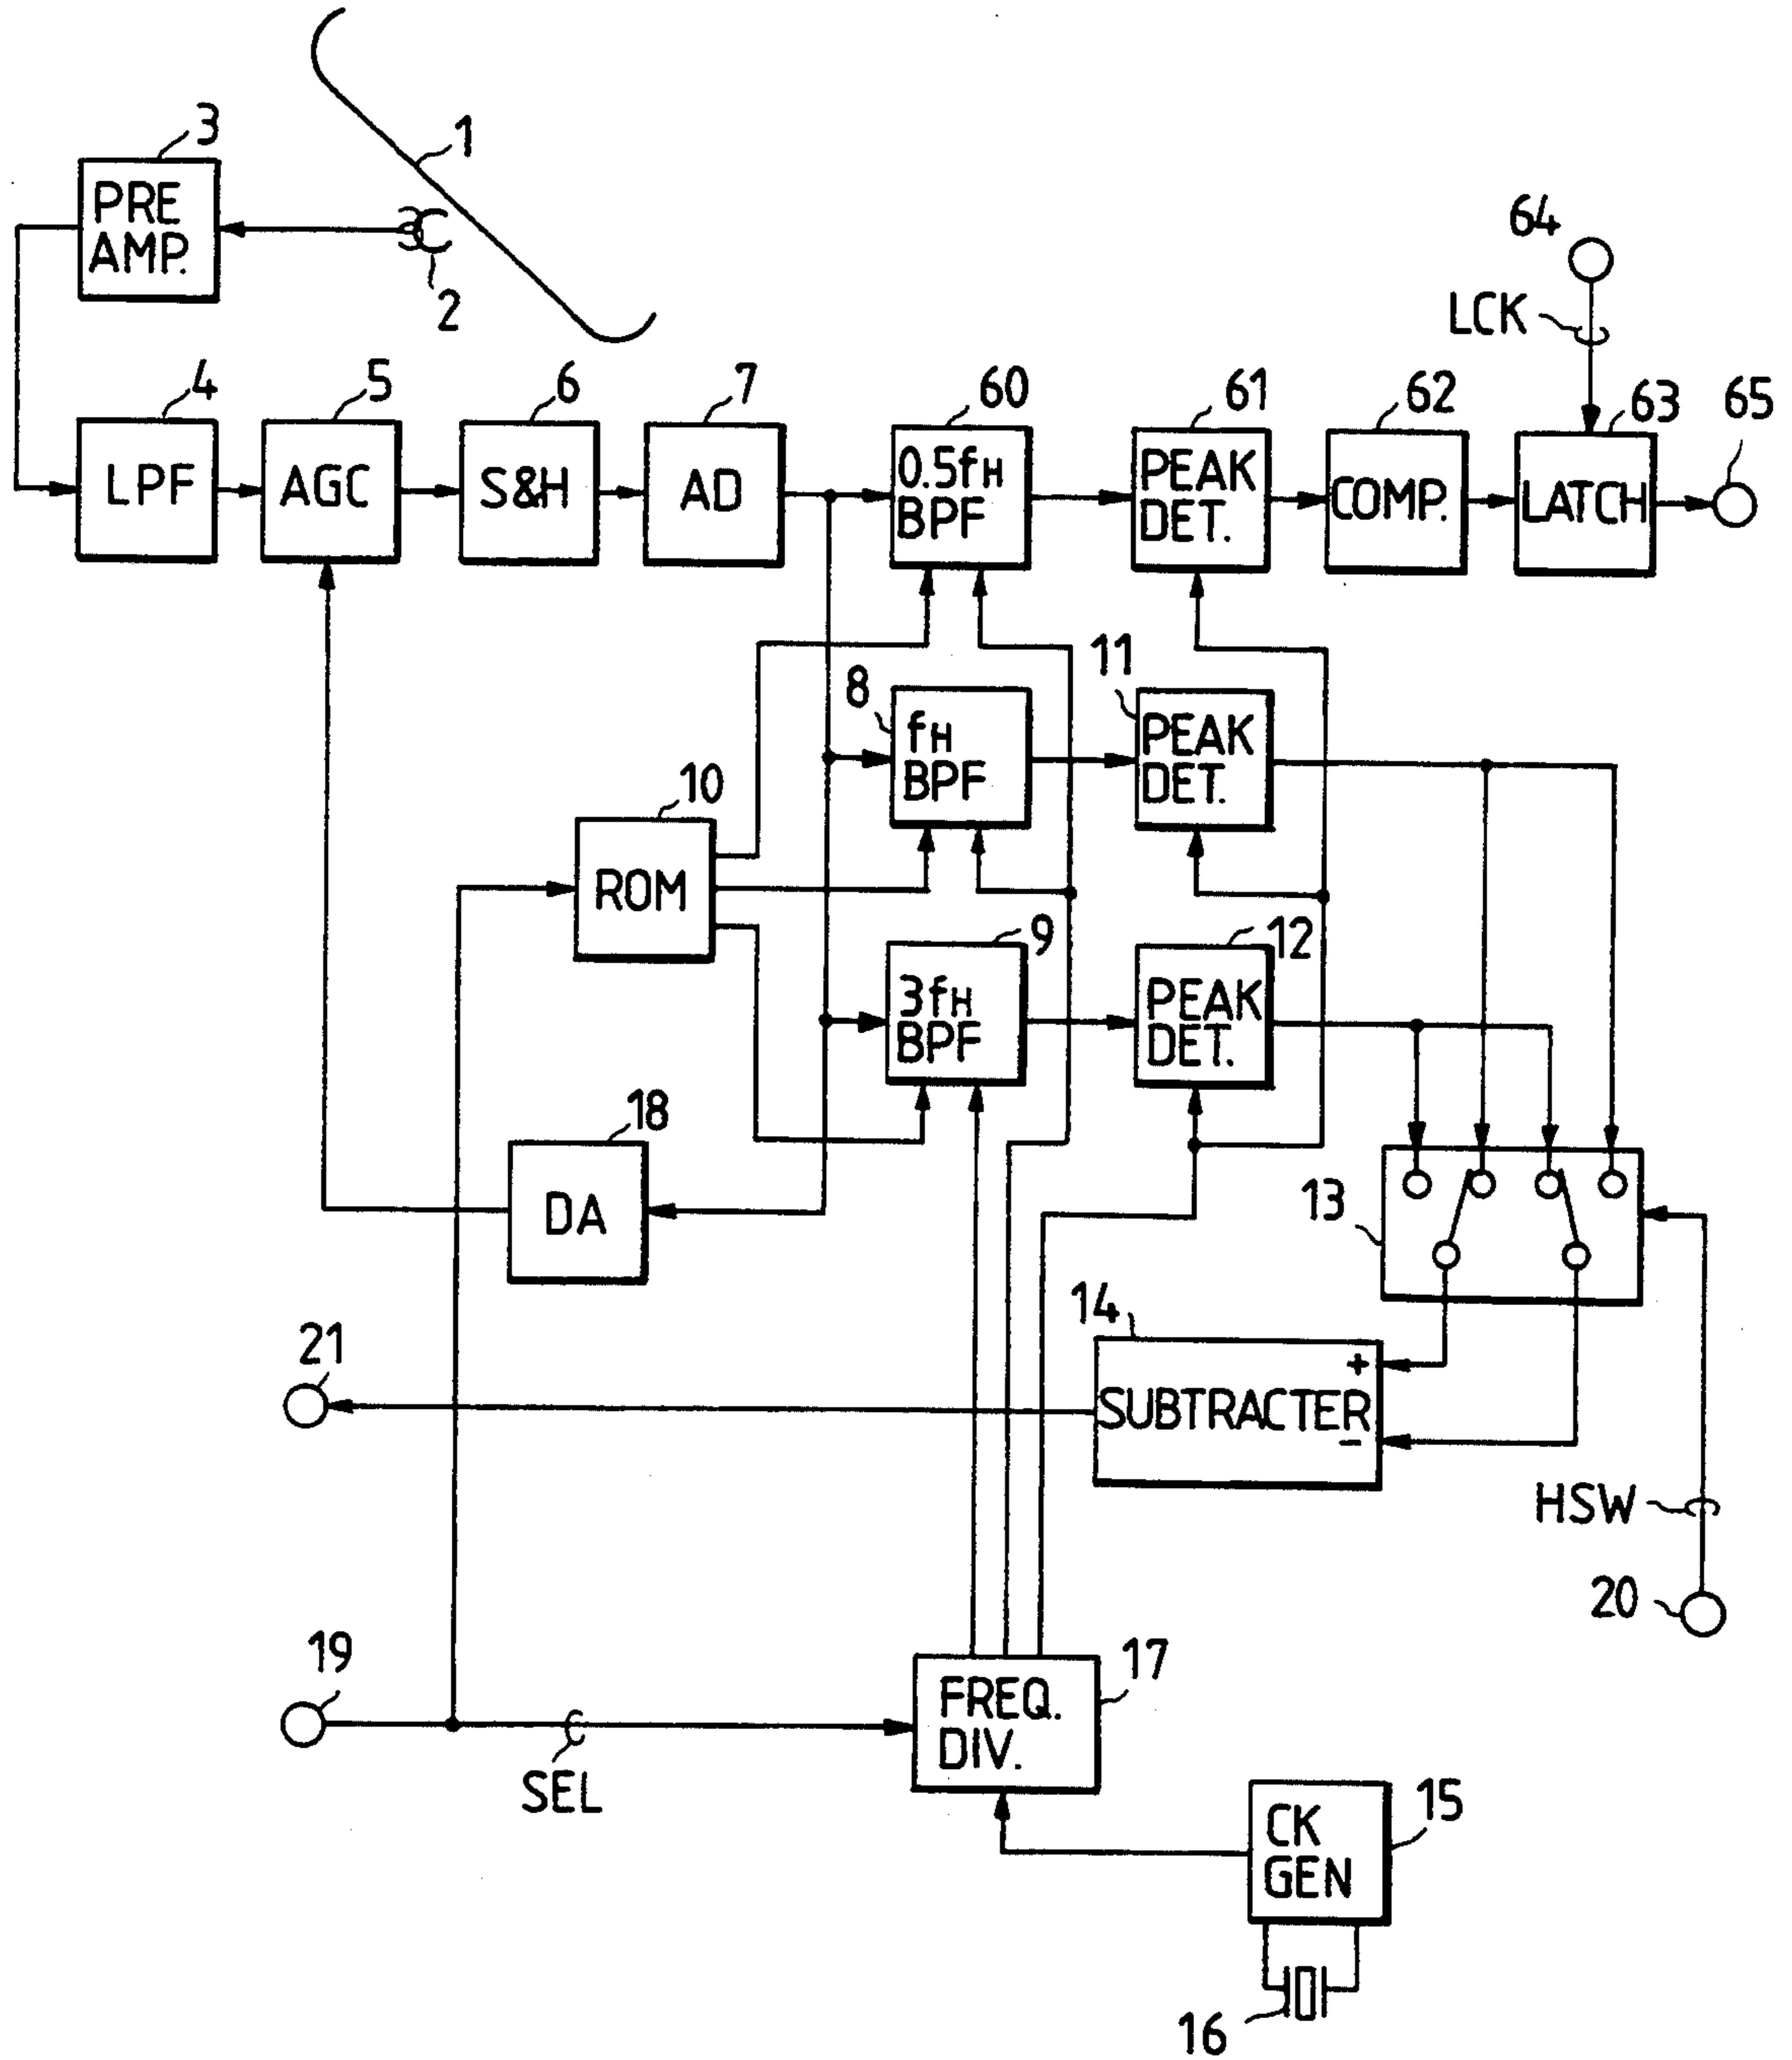 1
3
PRE
AMP.
2
64
LCK
4
LPF
5
AGC
6
S&H
7
AD
60
0.5fH
BPF
61
PEAK
DET.
62
COMP.
63
LATCH
65
8
fH
BPF
11
PEAK
DET.
10
ROM
9
3fH
BPF
12
PEAK
DET.
18
DA
13
14
+
SUBTRACTER
-
21
HSW
20
19
SEL
17
FREQ.
DIV.
15
CK
GEN
16